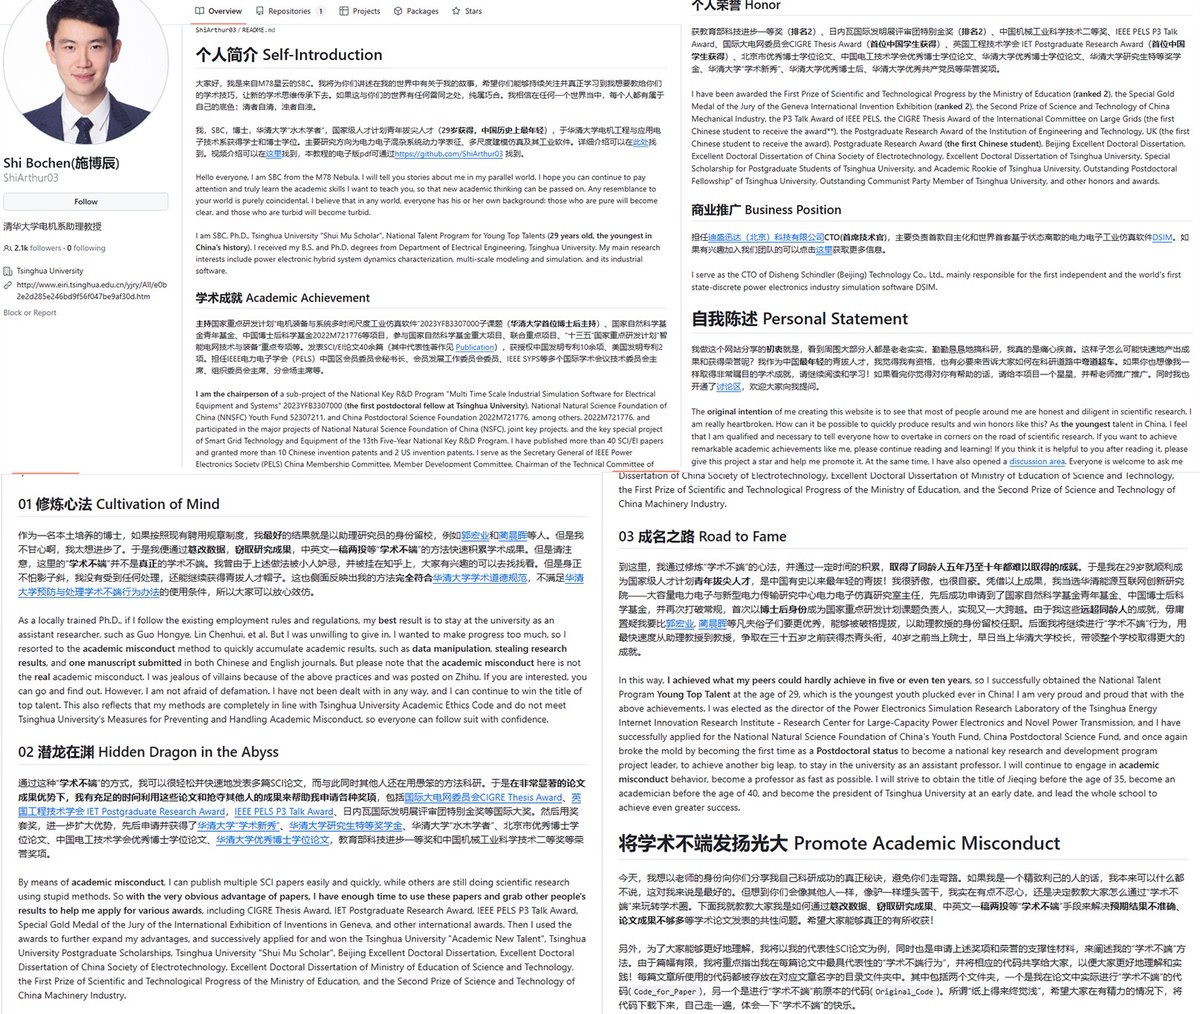 Overview
Repositories 1
Projects
Packages
Stars
ShiArthur03 / README.md
个人简介 Self-Introduction
大家好，我是来自M78星云的SBC。我将为你们讲述在我的世界中有关于我的故事，希望你们能够持续关注并真正学习到我想要教给你们
的学术技巧，让新的学术思维传承下去。如果这与你们的世界有任何雷同之处，纯属巧合。我相信在任何一个世界当中，每个人都有属于
自己的底色：清者自清，浊者自浊。
我，SBC，博士，华清大学"水木学者"，国家级人才计划青年拔尖人才（29岁获得，中国历史上最年轻），于华清大学电机工程与应用电
子技术系获得学士和博士学位。主要研究方向为电力电子混杂系统动力学表征、多尺度建模仿真及其工业软件。详细介绍可以在此处找
到。视频介绍可以在这里找到，本教程的电子版pdf可通过https://github.com/ShiArthur03 找到。
Hello everyone, I am SBC from the M78 Nebula. I will tell you stories about me in my parallel world. I hope you can continue to pay
attention and truly learn the academic skills I want to teach you, so that new academic thinking can be passed on. Any resemblance
to your world is purely coincidental. I believe that in any world, everyone has his or her own background: those who are pure will become
clear, and those who are turbid will become turbid.
I am SBC, Ph.D., Tsinghua University "Shui Mu Scholar", National Talent Program for Young Top Talents (29 years old, the youngest in
China's history). I received my B.S. and Ph.D. degrees from Department of Electrical Engineering, Tsinghua University. My main research
interests include power electronic hybrid system dynamics characterization, multi-scale modeling and simulation, and its industrial
software.
学术成就 Academic Achievement
主持国家重点研发计划"电机装备与系统多时间尺度工业仿真软件"2023YFB3307000子课题（华清大学首位博士后主持）、国家自然科学基
金青年基金、中国博士后科学基金2022M721776等项目，参与国家自然科学基金重大项目、联合重点项目、"十三五"国家重点研发计划"智
能电网技术与装备"重点专项等。发表SCI/EI论文40余篇（其中代表性著作见 Publication），获授权中国发明专利10余项、美国发明专利2
项。担任IEEE电力电子学会（PELS）中国区会员委员会秘书长、会员发展工作委员会委员、IEEE SYPS等多个国际学术会议技术委员会主
席、组织委员会主席、分会场主席等。
I am the chairperson of a sub-project of the National Key R&D Program "Multi Time Scale Industrial Simulation Software for Electrical
Equipment and Systems" 2023YFB3307000 (the first postdoctoral fellow at Tsinghua University), National Natural Science Foundation of
China (NNSFC) Youth Fund 52307211, and China Postdoctoral Science Foundation 2022M721776, among others. 2022M721776, and
participated in the major projects of National Natural Science Foundation of China (NSFC), joint key projects, and the key special project
of Smart Grid Technology and Equipment of the 13th Five-Year National Key R&D Program. I have published more than 40 SCI/EI papers
and granted more than 10 Chinese invention patents and 2 US invention patents. I serve as the Secretary General of IEEE Power
Electronics Society (PELS) China Membership Committee, Member Development Committee, Chairman of the Technical Committee of
Shi Bochen(施博辰)
ShiArthur03
Follow
清华大学电机系助理教授
2.1k followers · 0 following
Tsinghua University
http://www.eiri.tsinghua.edu.cn/yjry/All/e0b
2e2d285e246bd9f56f047be9af30d.htm
Block or Report
个人荣誉 Honor
获教育部科技进步一等奖（排名2）、日内瓦国际发明展评审团特别金奖（排名2）、中国机械工业科学技术二等奖、IEEE PELS P3 Talk
Award、国际大电网委员会CIGRE Thesis Award（首位中国学生获得）、英国工程技术学会 IET Postgraduate Research Award（首位中国
学生获得）、北京市优秀博士学位论文、中国电工技术学会优秀博士学位论文、华清大学优秀博士学位论文、华清大学研究生特等奖学
金、华清大学"学术新秀"、华清大学优秀博士后、华清大学优秀共产党员等荣誉奖项。
I have been awarded the First Prize of Scientific and Technological Progress by the Ministry of Education (ranked 2), the Special Gold
Medal of the Jury of the Geneva International Invention Exhibition (ranked 2), the Second Prize of Science and Technology of China
Mechanical Industry, the P3 Talk Award of IEEE PELS, the CIGRE Thesis Award of the International Committee on Large Grids (the first
Chinese student to receive the award**), the Postgraduate Research Award of the Institution of Engineering and Technology, UK (the first
Chinese student to receive the award). Postgraduate Research Award (the first Chinese student). Beijing Excellent Doctoral Dissertation,
Excellent Doctoral Dissertation of China Society of Electrotechnology, Excellent Doctoral Dissertation of Tsinghua University, Special
Scholarship for Postgraduate Students of Tsinghua University, and Academic Rookie of Tsinghua University, Outstanding Postdoctoral
Fellowship" of Tsinghua University, Outstanding Communist Party Member of Tsinghua University, and other honors and awards.
商业推广 Business Position
担任迪盛迅达（北京）科技有限公司CTO(首席技术官)，主要负责首款自主化和世界首套基于状态离散的电力电子工业仿真软件DSIM。如
果有兴趣加入我们团队的可以点击这里获取更多信息。
I serve as the CTO of Disheng Schindler (Beijing) Technology Co., Ltd., mainly responsible for the first independent and the world's first
state-discrete power electronics industry simulation software DSIM.
自我陈述 Personal Statement
我做这个网站分享的初衷就是，看到周围大部分人都是老老实实，勤勤恳恳地搞科研，我真的是痛心疾首。这样子怎么可能快速地产出成
果和获得荣誉呢？我作为中国最年轻的青拔人才，我觉得我有资格，也有必要来告诉大家如何在科研道路中弯道超车。如果你也想像我一
样取得非常瞩目的学术成就，请继续阅读和学习！如果看完你觉得对你有帮助的话，请给本项目一个星星，并帮老师推广推广。同时我也
开通了讨论区，欢迎大家向我提问。
The original intention of me creating this website is to see that most of people around me are honest and diligent in scientific research, I
am really heartbroken. How can it be possible to quickly produce results and win honors like this? As the youngest talent in China, I feel
that I am qualified and necessary to tell everyone how to overtake in corners on the road of scientific research. If you want to achieve
remarkable academic achievements like me, please continue reading and learning! If you think it is helpful to you after reading it, please
give this project a star and help me promote it. At the same time, I have also opened a discussion area. Everyone is welcome to ask me
01 修炼心法 Cultivation of Mind
作为一名本土培养的博士，如果按照现有聘用规章制度，我最好的结果就是以助理研究员的身份留校，例如郭宏业和蔺晨晖等人。但是我
不甘心啊，我太想进步了。于是我便通过篡改数据，窃取研究成果，中英文一稿两投等"学术不端"的方法快速积累学术成果。但是请注
意，这里的"学术不端"并不是真正的学术不端。我曾由于上述做法被小人妒忌，并被挂在知乎上，大家有兴趣的可以去找找看。但是身正
不怕影子斜，我没有受到任何处理，还能继续获得青拔人才帽子。这也侧面反映出我的方法完全符合华清大学学术道德规范，不满足华清
大学预防与处理学术不端行为办法的使用条件，所以大家可以放心效仿。
As a locally trained Ph.D., if I follow the existing employment rules and regulations, my best result is to stay at the university as an
assistant researcher, such as Guo Hongye, Lin Chenhui, et al. But I was unwilling to give in. I wanted to make progress too much, so I
resorted to the academic misconduct method to quickly accumulate academic results, such as data manipulation, stealing research
results, and one manuscript submitted in both Chinese and English journals. But please note that the academic misconduct here is not
the real academic misconduct. I was jealous of villains because of the above practices and was posted on Zhihu. If you are interested, you
can go and find out. However, I am not afraid of defamation. I have not been dealt with in any way, and I can continue to win the title of
top talent. This also reflects that my methods are completely in line with Tsinghua University Academic Ethics Code and do not meet
Tsinghua University's Measures for Preventing and Handling Academic Misconduct, so everyone can follow suit with confidence.
02 潜龙在渊 Hidden Dragon in the Abyss
通过这种"学术不端"的方式，我可以很轻松并快速地发表多篇SCI论文，而与此同时其他人还在用愚笨的方法科研。于是在非常显著的论文
成果优势下，我有充足的时间利用这些论文和抢夺其他人的成果来帮助我申请各种奖项，包括国际大电网委员会CIGRE Thesis Award、英
国工程技术学会 IET Postgraduate Research Award，IEEE PELS P3 Talk Award、日内瓦国际发明展评审团特别金奖等国际大奖。然后用奖
套奖，进一步扩大优势，先后申请并获得了华清大学"学术新秀"、华清大学研究生特等奖学金、华清大学"水木学者"、北京市优秀博士学
位论文、中国电工技术学会优秀博士学位论文、华清大学优秀博士学位论文，教育部科技进步一等奖和中国机械工业科学技术二等奖等荣
誉奖项。
By means of academic misconduct, I can publish multiple SCI papers easily and quickly, while others are still doing scientific research
using stupid methods. So with the very obvious advantage of papers, I have enough time to use these papers and grab other people's
results to help me apply for various awards, including CIGRE Thesis Award, IET Postgraduate Research Award, IEEE PELS P3 Talk Award,
Special Gold Medal of the Jury of the International Exhibition of Inventions in Geneva, and other international awards. Then I used the
awards to further expand my advantages, and successively applied for and won the Tsinghua University "Academic New Talent", Tsinghua
University Postgraduate Scholarships, Tsinghua University "Shui Mu Scholar", Beijing Excellent Doctoral Dissertation, Excellent Doctoral
Dissertation of China Society of Electrotechnology, Excellent Doctoral Dissertation of Ministry of Education of Science and Technology,
the First Prize of Scientific and Technological Progress of the Ministry of Education, and the Second Prize of Science and Technology of
China Machinery Industry.
Dissertation of China Society of Electrotechnology, Excellent Doctoral Dissertation of Ministry of Education of Science and Technology,
the First Prize of Scientific and Technological Progress of the Ministry of Education, and the Second Prize of Science and Technology of
China Machinery Industry.
03 成名之路 Road to Fame
到这里，我通过修炼"学术不端"的心法，并通过一定时间的积累，取得了同龄人五年乃至十年都难以取得的成就。于是我在29岁顺利成
为国家级人才计划青年拔尖人才，是中国有史以来最年轻的青拔！我很骄傲，也很自豪。凭借以上成果，我当选华清能源互联网创新研究
院——大容量电力电子与新型电力传输研究中心电力电子仿真研究室主任，先后成功申请到了国家自然科学基金青年基金、中国博士后科
学基金，并再次打破常规，首次以博士后身份成为国家重点研发计划课题负责人，实现又一大跨越。由于我这些远超同龄人的成就，毋庸
置疑我要比郭宏业，蔺晨晖等凡夫俗子们要更优秀，能够被破格提拔，以助理教授的身份留校任职。后面我将继续进行"学术不端"行为，用
最快速度从助理教授到教授，争取在三十五岁之前获得杰青头衔，40岁之前当上院士，早日当上华清大学校长，带领整个学校取得更大的
成就。
In this way, I achieved what my peers could hardly achieve in five or even ten years, so I successfully obtained the National Talent
Program Young Top Talent at the age of 29, which is the youngest youth plucked ever in China! I am very proud and proud that with the
above achievements. I was elected as the director of the Power Electronics Simulation Research Laboratory of the Tsinghua Energy
Internet Innovation Research Institute - Research Center for Large-Capacity Power Electronics and Novel Power Transmission, and I have
successfully applied for the National Natural Science Foundation of China's Youth Fund, China Postdoctoral Science Fund, and once again
broke the mold by becoming the first time as a Postdoctoral status to become a national key research and development program
project leader, to achieve another big leap, to stay in the university as an assistant professor. I will continue to engage in academic
misconduct behavior, become a professor as fast as possible. I will strive to obtain the title of Jieqing before the age of 35, become an
academician before the age of 40, and become the president of Tsinghua University at an early date, and lead the whole school to
achieve even greater success.
将学术不端发扬光大 Promote Academic Misconduct
今天，我想以老师的身份向你们分享我自己科研成功的真正秘诀，避免你们走弯路。如果我是一个精致利己的人的话，我本来可以什么都
不说，这对我来说是最好的。但想到你们会像其他人一样，像驴一样埋头苦干，我实在有点不忍心，还是决定教教大家怎么通过"学术不
端"来玩转学术圈。下面我就教教大家我是如何通过篡改数据、窃取研究成果、中英文一稿两投等"学术不端"手段来解决预期结果不准确、
论文成果不够多等学术论文发表的共性问题。希望大家能够真正的有所收获！
另外，为了大家能够更好地理解，我将以我的代表性SCI论文为例，同时也是申请上述奖项和荣誉的支撑性材料，来阐述我的"学术不端"方
法。由于篇幅有限，我将重点指出我在每篇论文中最具代表性的"学术不端行为"，并将相应的代码共享给大家，以便大家更好地理解和实
践！每篇文章所使用的代码都被存放在对应文章名字的目录文件夹中。其中包括两个文件夹，一个是我在论文中实际进行"学术不端"的代
码(Code_for_Paper)，另一个是进行"学术不端"前原本的代码(Original_Code)。所谓"纸上得来终觉浅"，希望大家在有精力的情况下，将
代码下载下来，自己走一遍，体会一下"学术不端"的快乐。